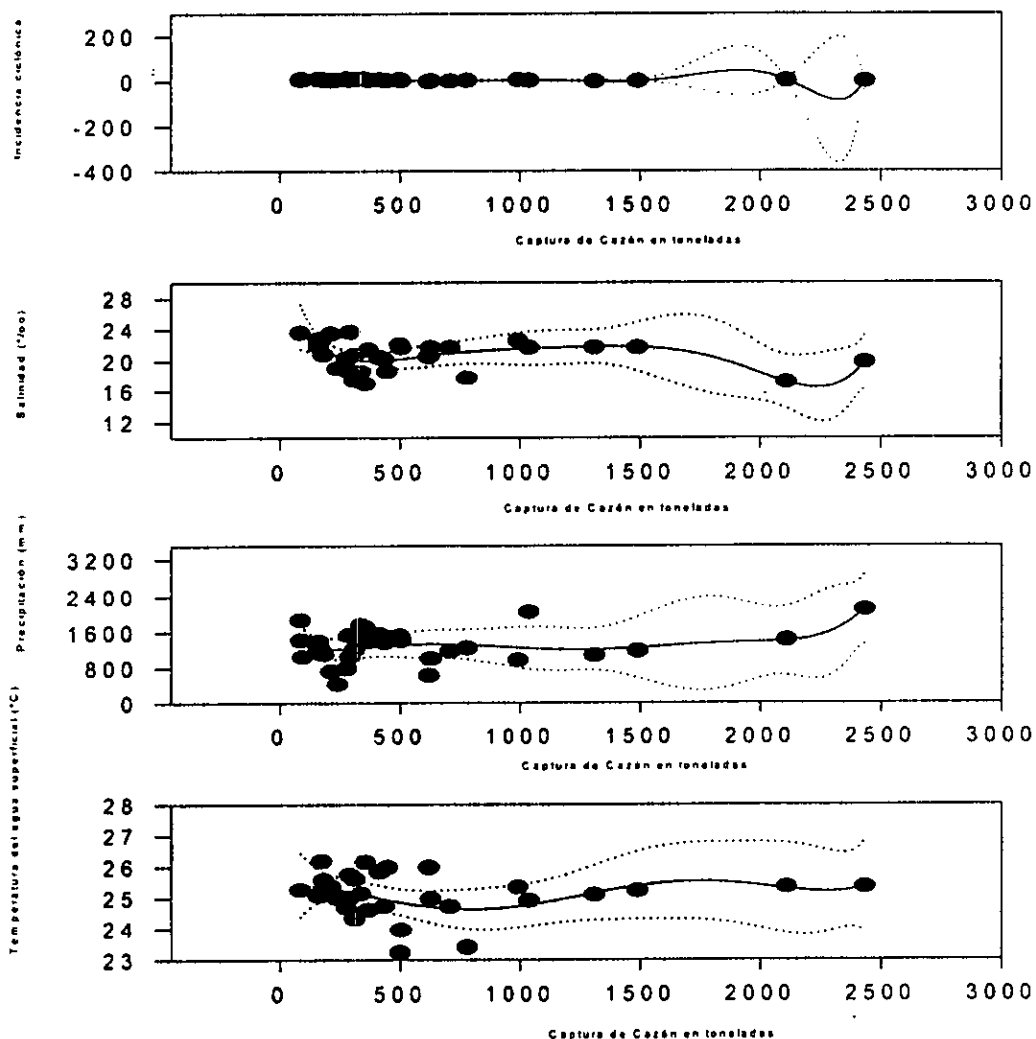 Incidencia ciclónica
200
0
-200
-400
0 500 1000 1500 2000 2500 3000
Captura de Cazón en toneladas
Salinidad (°/oo)
28
24
20
16
12
0 500 1000 1500 2000 2500 3000
Captura de Cazón en toneladas
Precipitación (mm)
3200
2400
1600
800
0
0 500 1000 1500 2000 2500 3000
Captura de Cazón en toneladas
Temperatura del agua superficial (°C)
28
27
26
25
24
23
0 500 1000 1500 2000 2500 3000
Captura de Cazón en toneladas